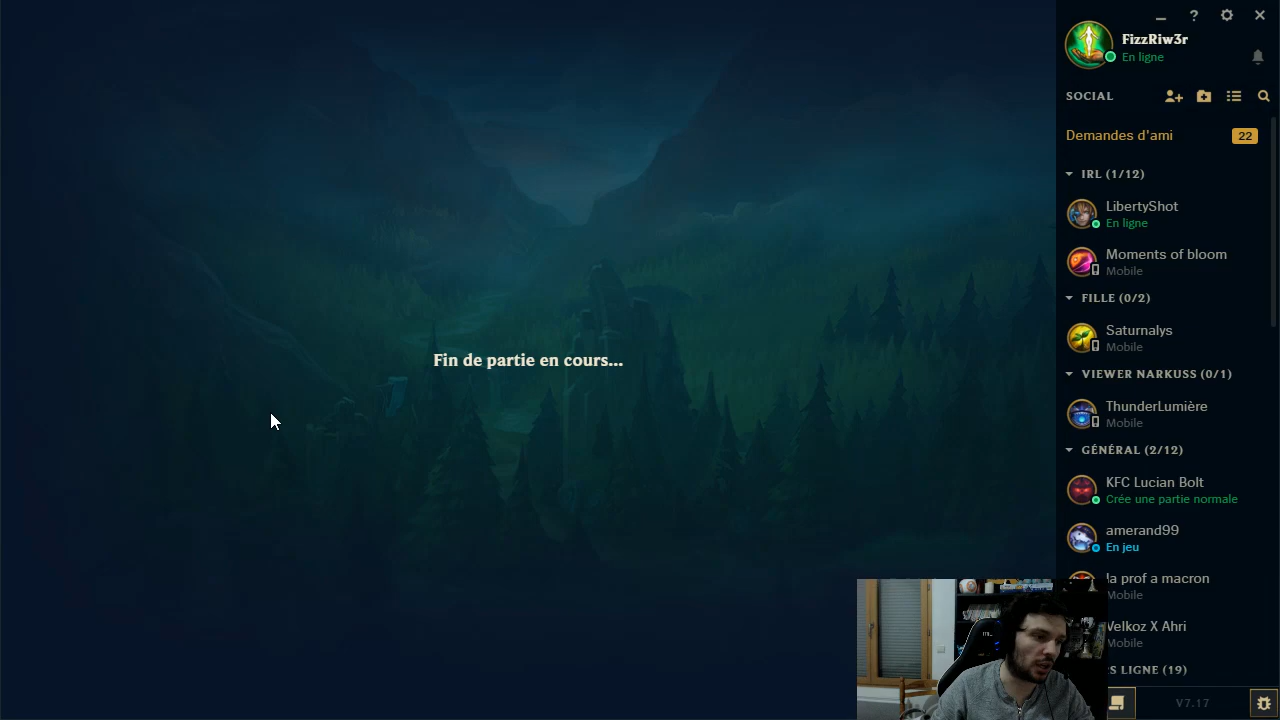 FizzRiw3r
En ligne
SOCIAL
Demandes d'ami
22
IRL (1/12)
LibertyShot
En ligne
Moments of bloom
Mobile
FILLE (0/2)
Saturnalys
Mobile
VIEWER NARKUSS (0/1)
ThunderLumière
Mobile
GÉNÉRAL (2/12)
KFC Lucian Bolt
Crée une partie normale
amerand99
En jeu
la prof a macron
Mobile
Velkoz X Ahri
Mobile
LIGNE (19)
V7.17
Fin de partie en cours...